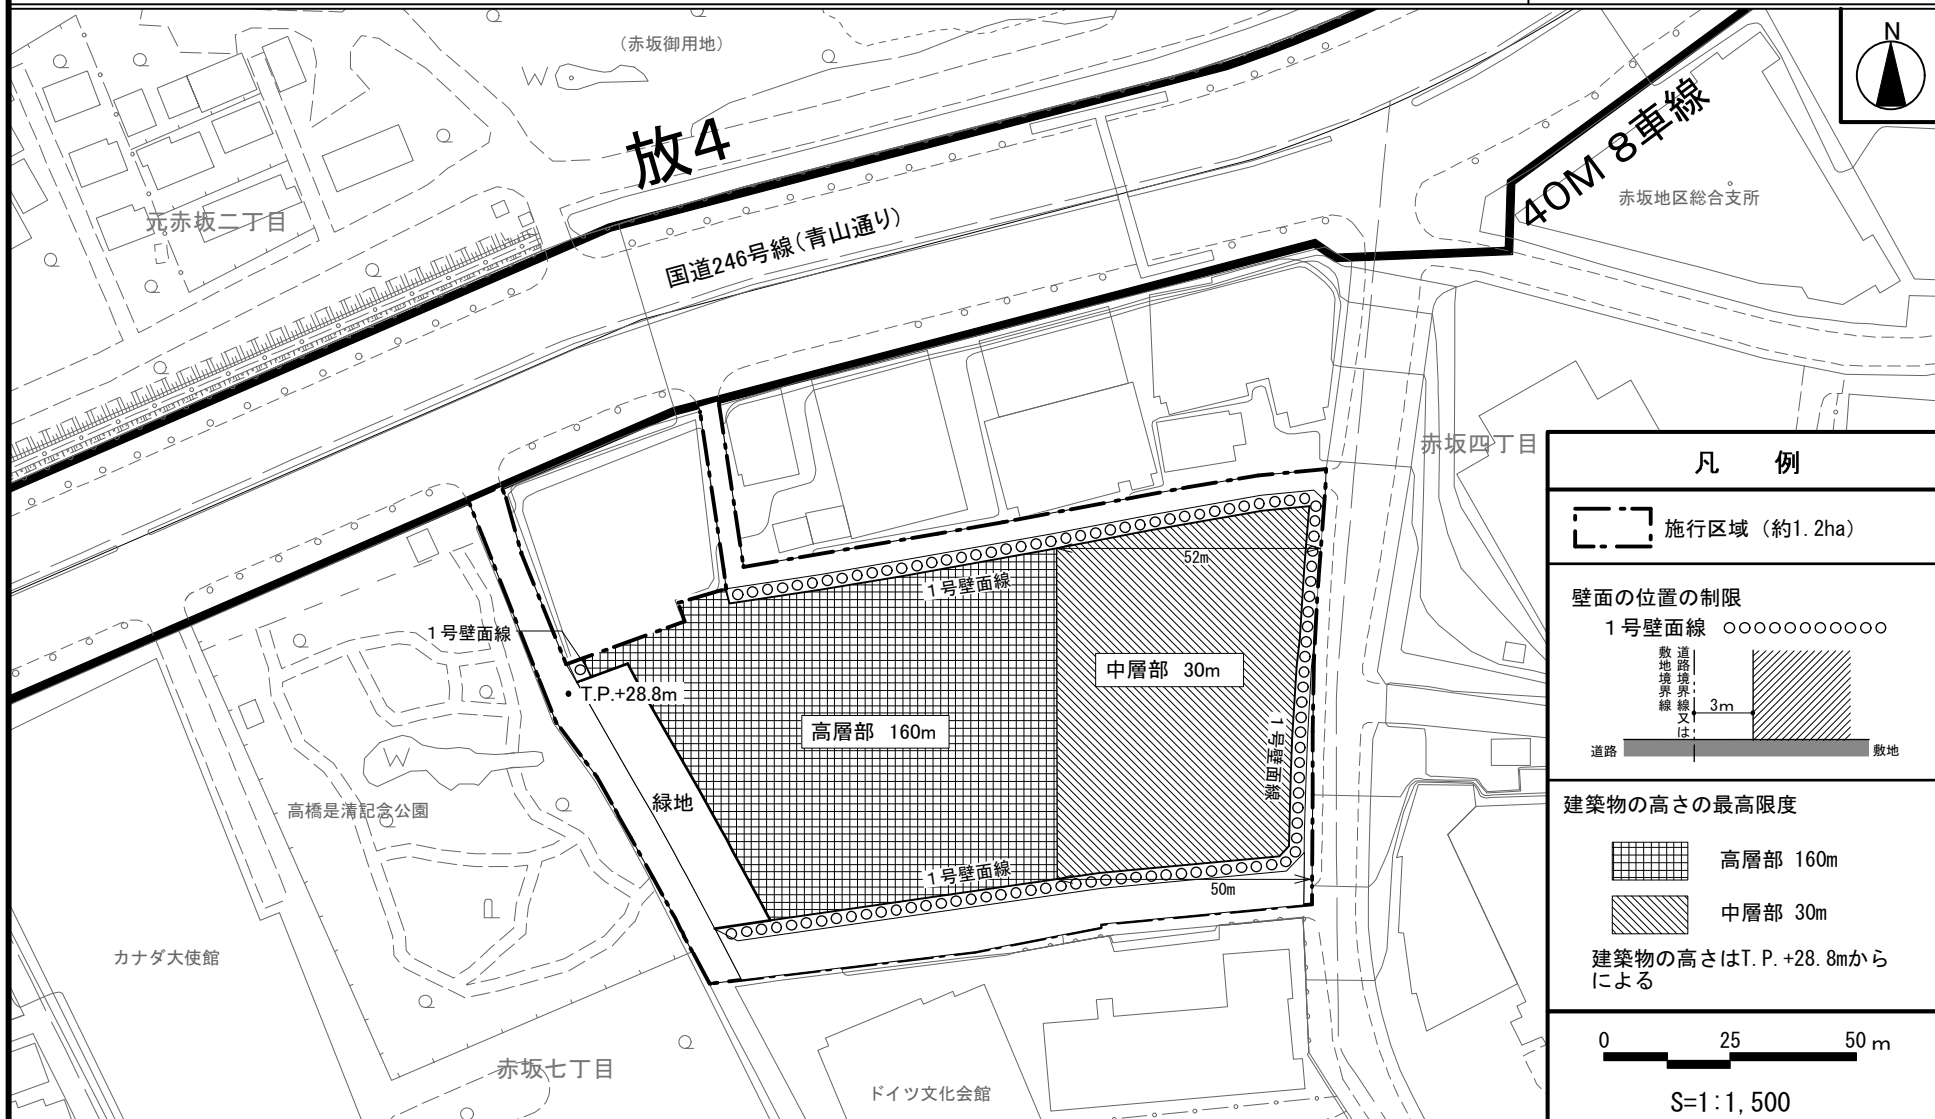 (赤坂御用地)
N
放4
40M 8車線
赤坂地区総合支所
元赤坂二丁目
国道246号線(青山通り)
赤坂四丁目
52m
1号壁面線
1号壁面線
中層部 30m
T.P.+28.8m
高層部 160m
1号壁面線
緑地
高橋是清記念公園
1号壁面線
50m
カナダ大使館
赤坂七丁目
ドイツ文化会館
凡 例
施行区域 (約1.2ha)
壁面の位置の制限
1号壁面線
道路境界線又は
敷地境界線
3m
道路
敷地
建築物の高さの最高限度
高層部 160m
中層部 30m
建築物の高さはT.P.+28.8mから
による
0 25 50 m
S=1:1,500